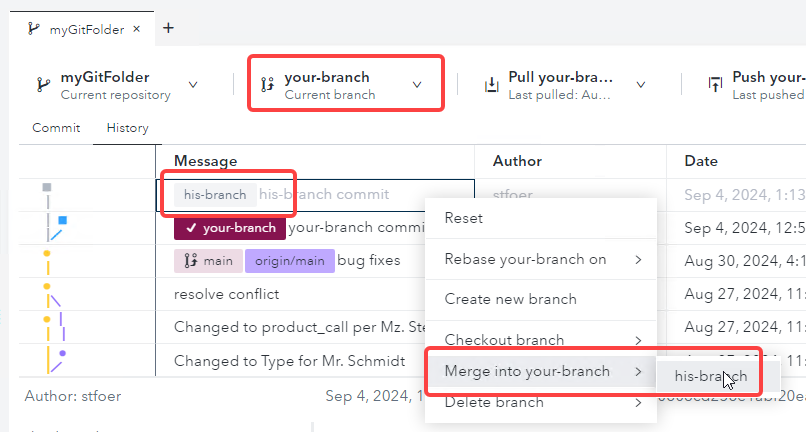 myGitFolder × +
myGitFolder
Current repository
your-branch
Current branch
Pull your-bra...
Last pulled: Au...
Push your-
Last pushed
Commit History
Message Author Date
his-branch his-branch commit stfoer Sep 4, 2024, 1:13
✓ your-branch your-branch commi Sep 4, 2024, 12:5
main origin/main bug fixes Aug 30, 2024, 4:1
resolve conflict Aug 27, 2024, 11:
Changed to product_call per Mz. Ste Aug 27, 2024, 11:
Changed to Type for Mr. Schmidt
Reset
Rebase your-branch on >
Create new branch
Checkout branch >
Merge into your-branch >
his-branch
Delete branch >
Author: stfoer Sep 4, 2024,